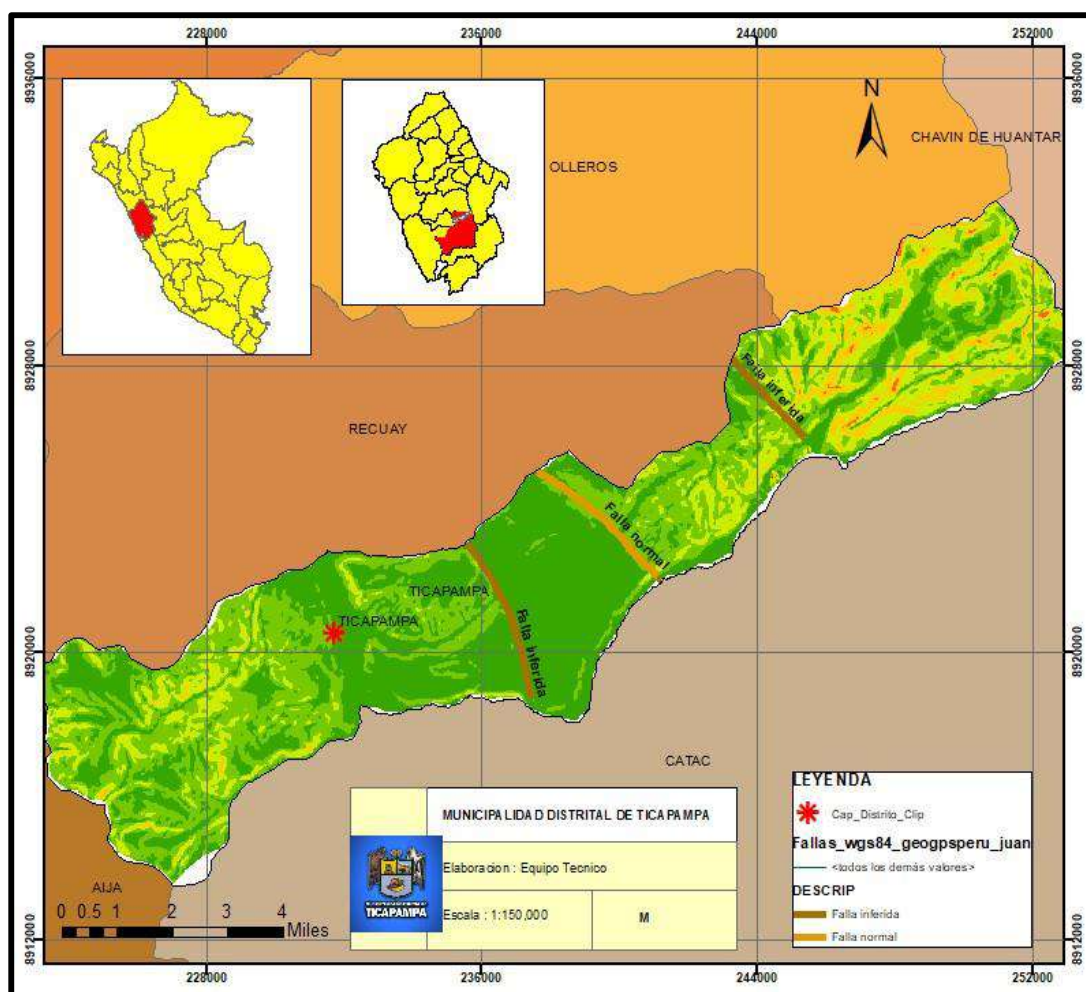 228000
236000
244000
252000
8936000
8936000
N
CHAVIN DE HUANTAR
OLLEROS
8928000
8928000
Falla inferida
RECUAY
Falla normal
TICAPAMPA
TICAPAMPA
Falla inferida
8920000
8920000
CATAC
LEYENDA
Cap_Distrito_Clip
Fallas_wgs84_geogpsperu_juan
<todos los demás valores>
DESCRIP
Falla inferida
Falla normal
MUNICIPALIDAD DISTRITAL DE TICAPAMPA
Elaboracion : Equipo Tecnico
Escala : 1:150,000
M
TICAPAMPA
AIJA
0 0.5 1 2 3 4
Miles
8912000
8912000
228000
236000
244000
252000